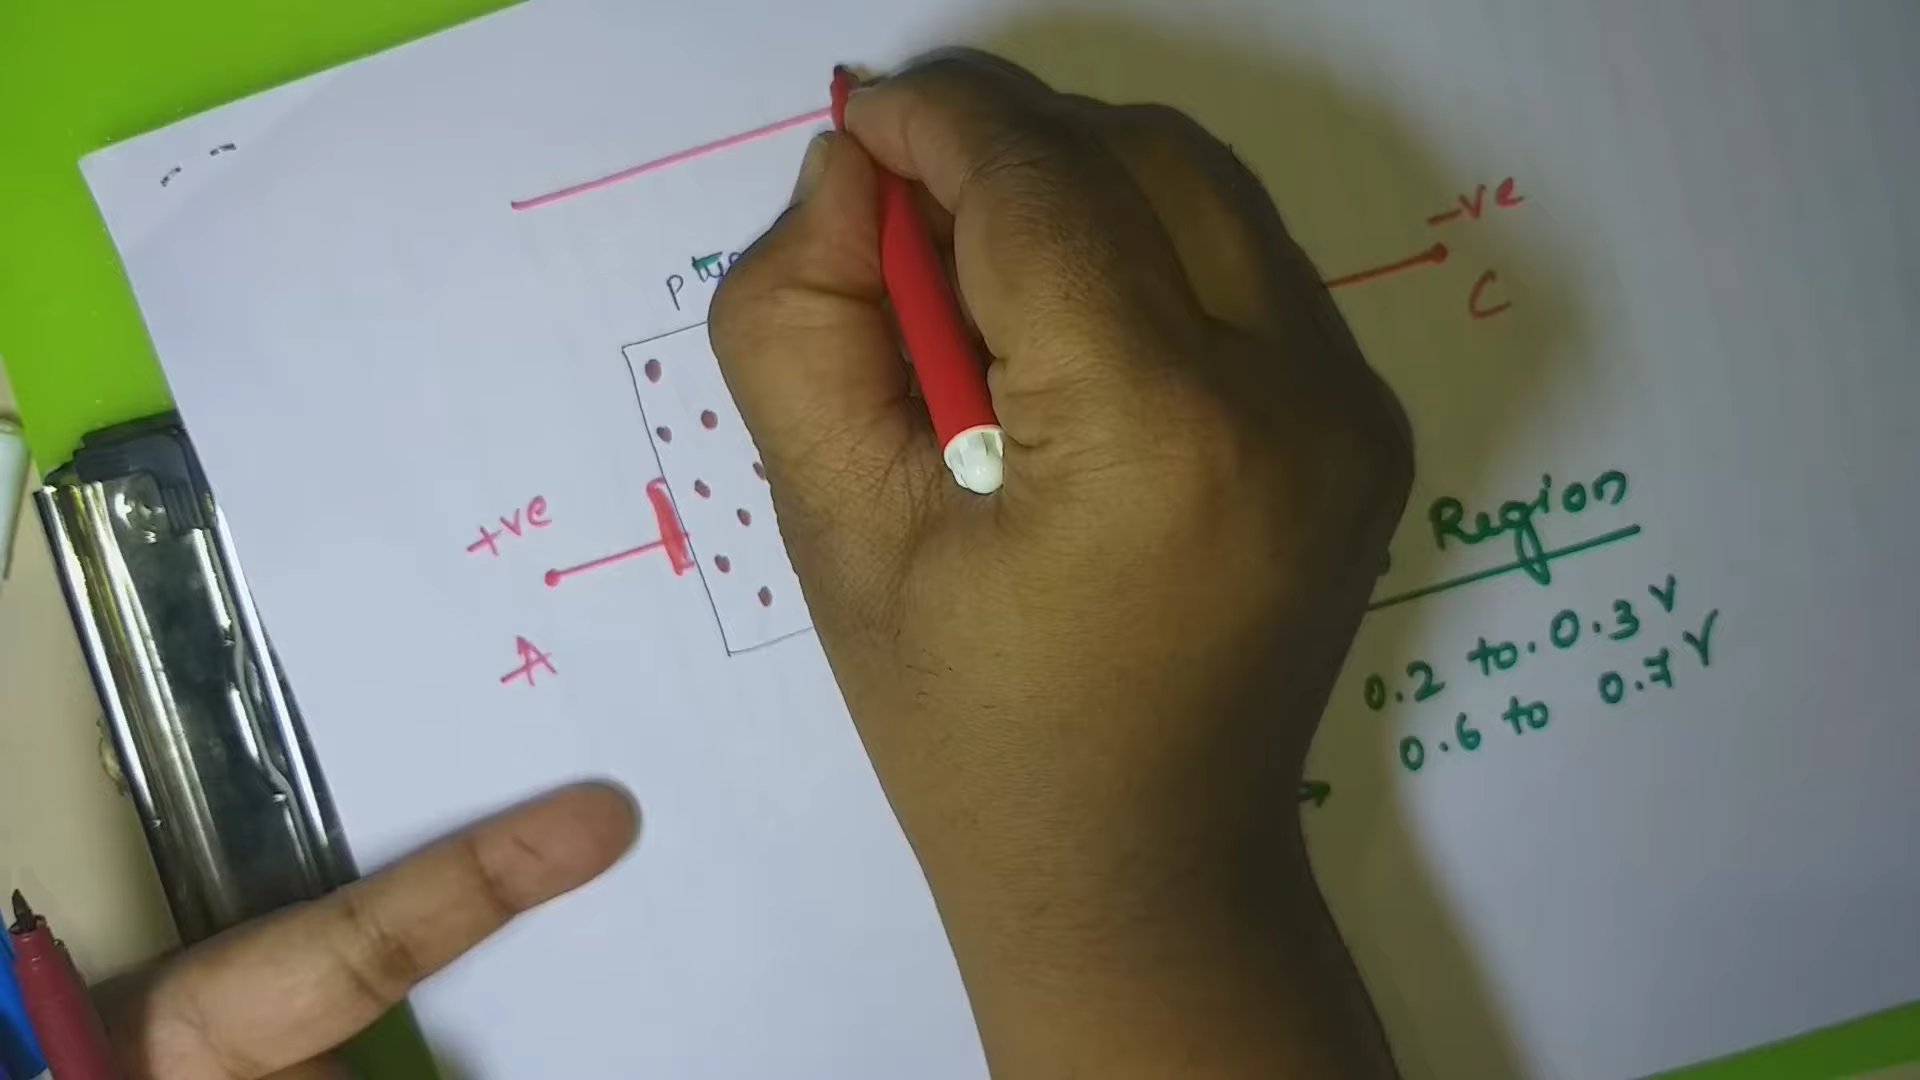 -ve
C
P
+ve
A
Region
0.2 to 0.3 V
0.6 to 0.7 V